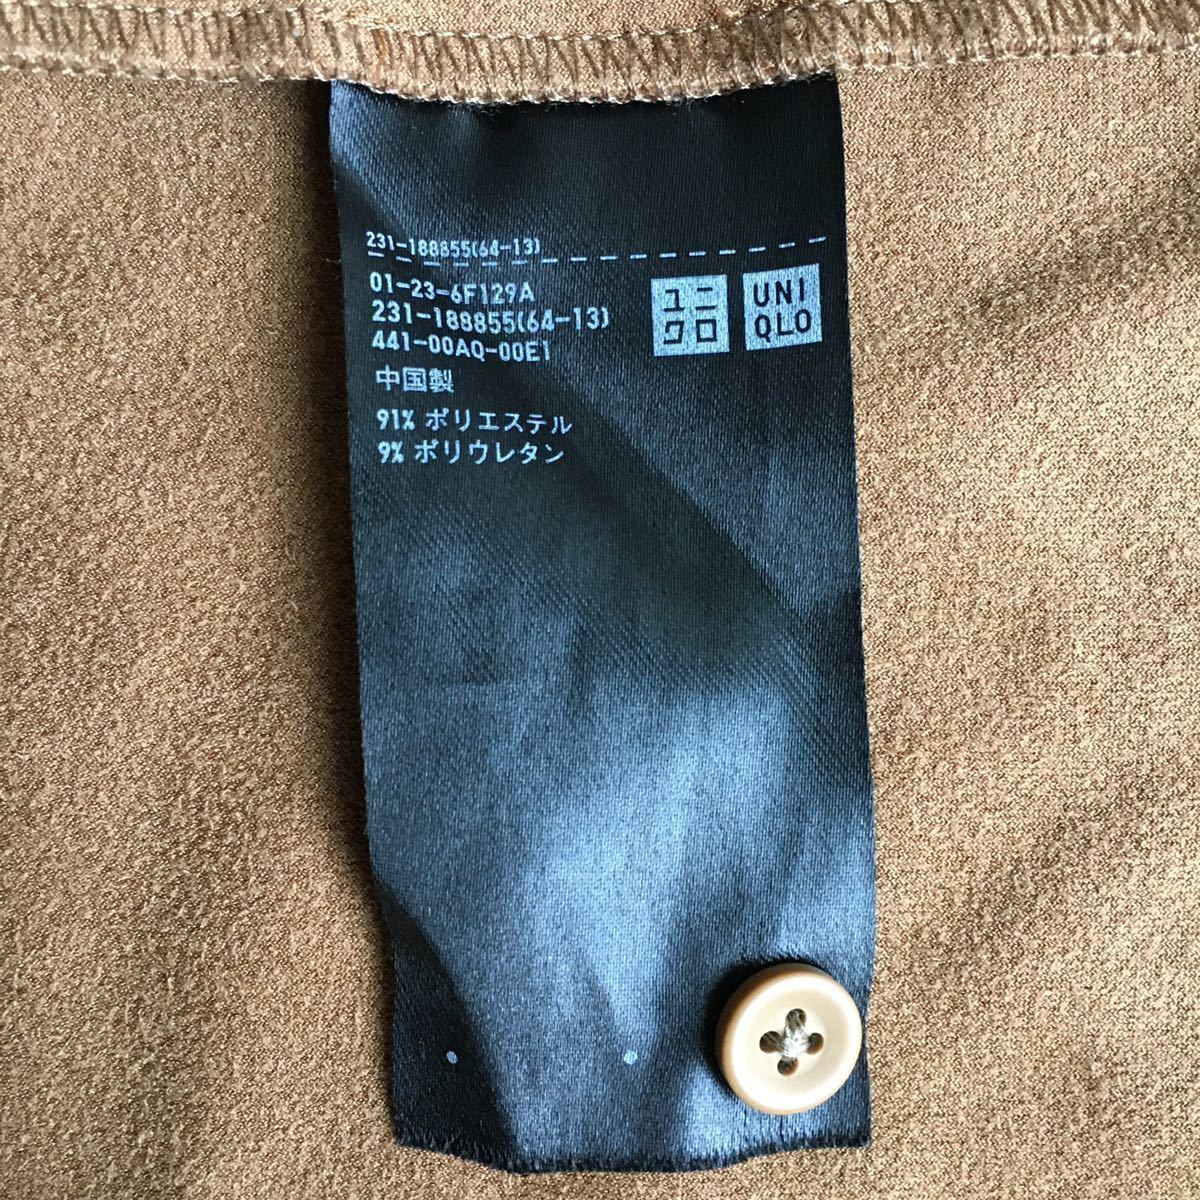 231-188855(64-13)
01-23-6F129A
231-188855(64-13)
441-00AQ-00E1
中国製
91% ポリエステル
9% ポリウレタン
ユニ
クロ
UNI
QLO